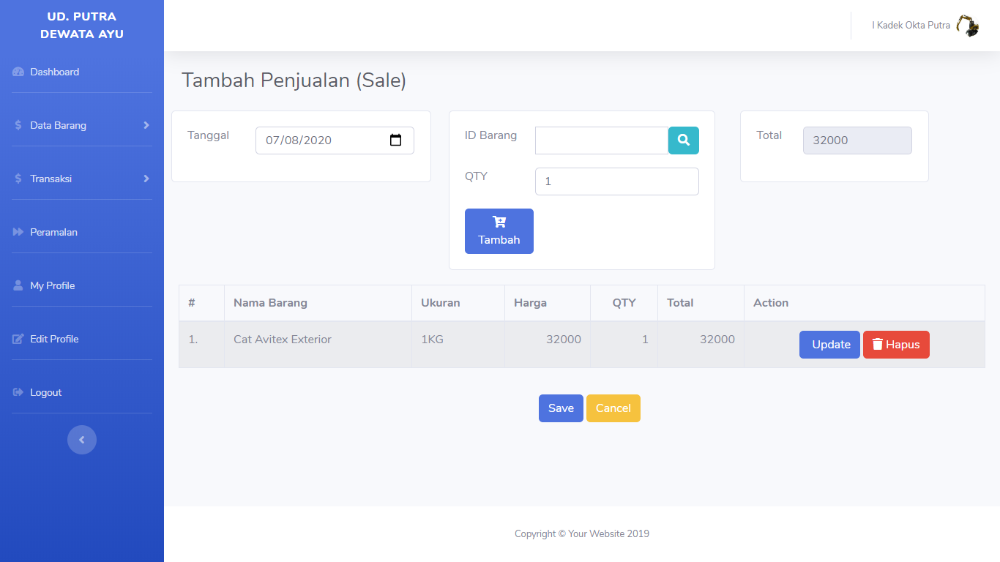 UD. PUTRA
DEWATA AYU
Dashboard
Data Barang
Transaksi
Peramalan
My Profile
Edit Profile
Logout
I Kadek Okta Putra
Tambah Penjualan (Sale)
Tanggal
07/08/2020
ID Barang
QTY
1
Tambah
Total
32000
# Nama Barang Ukuran Harga QTY Total Action
1. Cat Avitex Exterior 1KG 32000 1 32000 Update Hapus
Save Cancel
Copyright © Your Website 2019